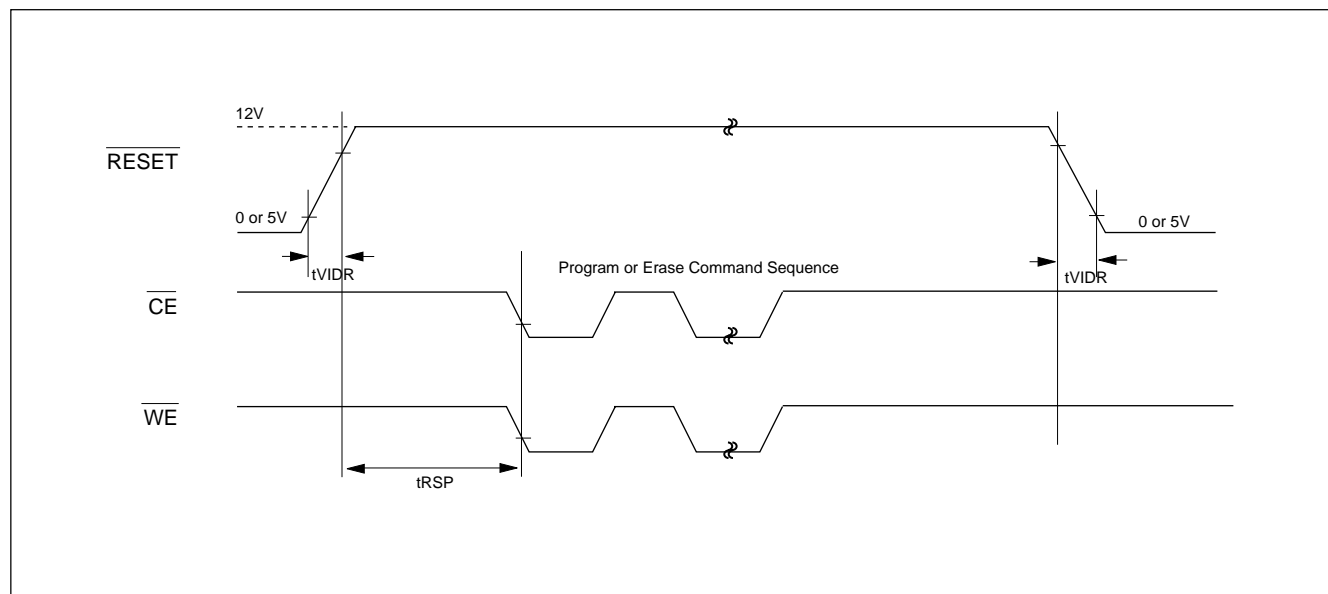 12V
RESET
0 or 5V
0 or 5V
tVIDR
Program or Erase Command Sequence
tVIDR
CE
WE
tRSP